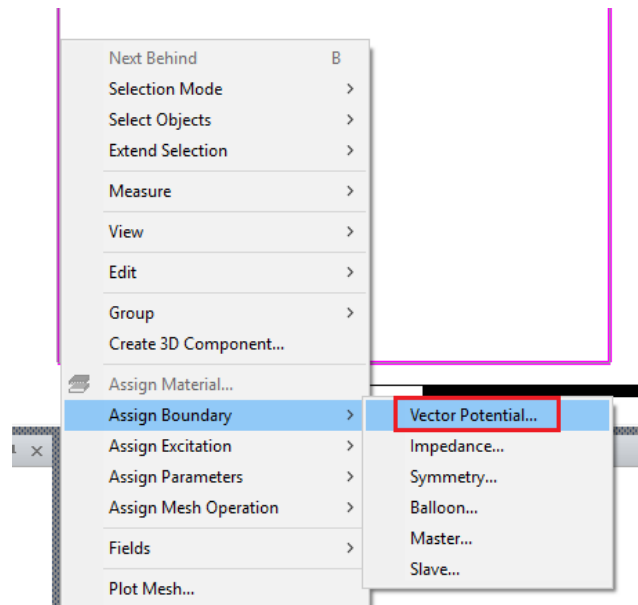 Next Behind B
Selection Mode
Select Objects
Extend Selection
Measure
View
Edit
Group
Create 3D Component...
Assign Material...
Assign Boundary
Assign Excitation
Assign Parameters
Assign Mesh Operation
Fields
Plot Mesh...
Vector Potential...
Impedance...
Symmetry...
Balloon...
Master...
Slave...